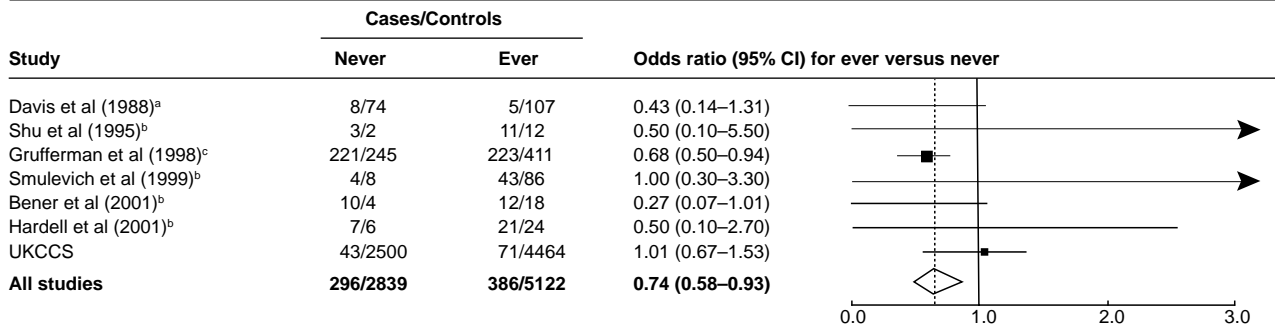 Cases/Controls
Study Never Ever Odds ratio (95% CI) for ever versus never
Davis et al (1988)ᵃ 8/74 5/107 0.43 (0.14–1.31)
Shu et al (1995)ᵇ 3/2 11/12 0.50 (0.10–5.50)
Grufferman et al (1998)ᶜ 221/245 223/411 0.68 (0.50–0.94)
Smulevich et al (1999)ᵇ 4/8 43/86 1.00 (0.30–3.30)
Bener et al (2001)ᵇ 10/4 12/18 0.27 (0.07–1.01)
Hardell et al (2001)ᵇ 7/6 21/24 0.50 (0.10–2.70)
UKCCS 43/2500 71/4464 1.01 (0.67–1.53)
All studies 296/2839 386/5122 0.74 (0.58–0.93)
0.0 1.0 2.0 3.0